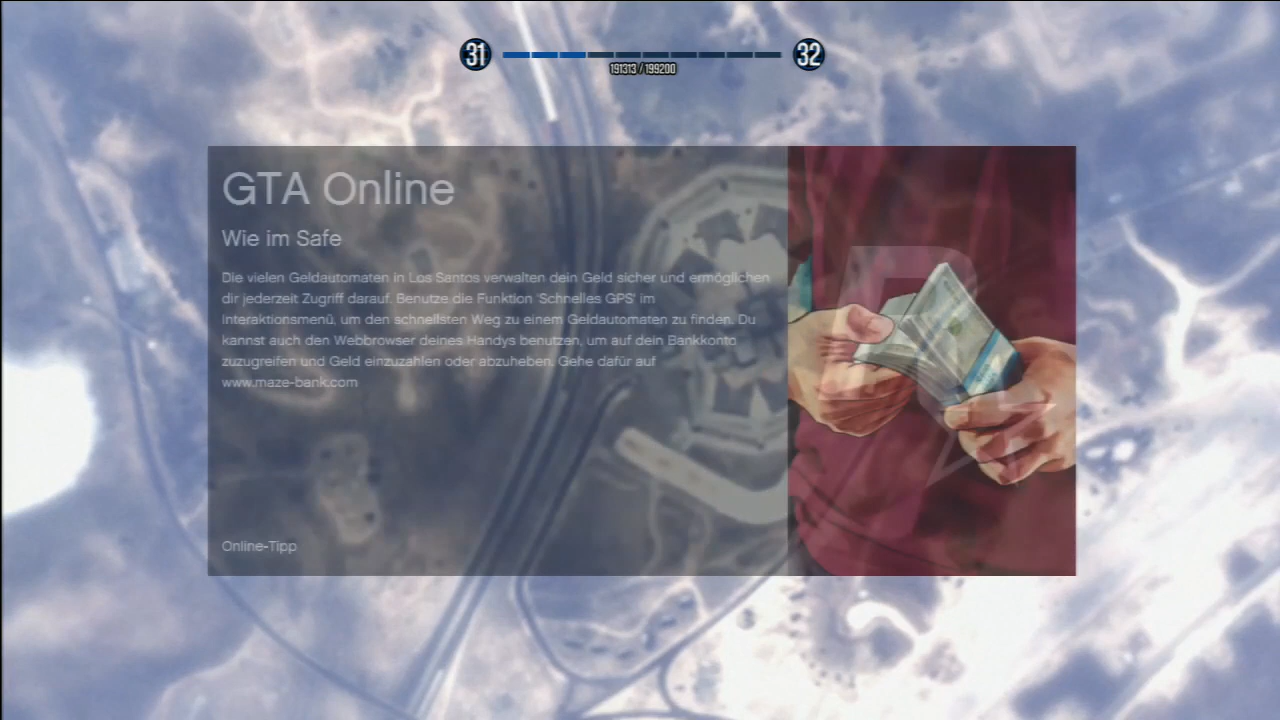 31 32
191313 / 199200
GTA Online
Wie im Safe
Die vielen Geldautomaten in Los Santos verwalten dein Geld sicher und ermöglichen
dir jederzeit Zugriff darauf. Benutze die Funktion 'Schnelles GPS' im
Interaktionsmenü, um den schnellsten Weg zu einem Geldautomaten zu finden. Du
kannst auch den Webbrowser deines Handys benutzen, um auf dein Bankkonto
zuzugreifen und Geld einzuzahlen oder abzuheben. Gehe dafür auf
www.maze-bank.com
Online-Tipp